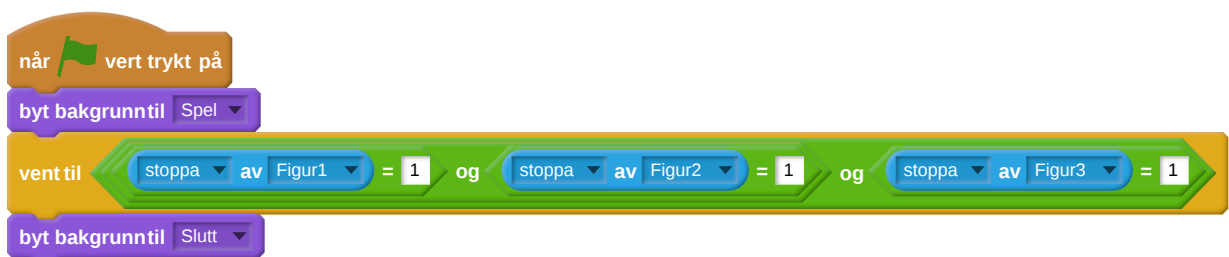 når vert trykt på
byt bakgrunn til Spel
vent til stoppa av Figur1 = 1 og stoppa av Figur2 = 1 og stoppa av Figur3 = 1
byt bakgrunn til Slutt